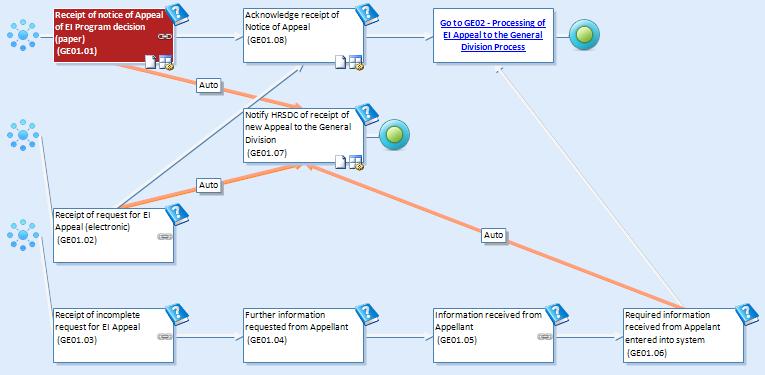 Receipt of notice of Appeal
of EI Program decision
(paper)
(GE01.01)
Acknowledge receipt of
Notice of Appeal
(GE01.08)
Go to GE02 - Processing of
EI Appeal to the General
Division Process
Auto
Notify HRSDC of receipt of
new Appeal to the General
Division
(GE01.07)
Auto
Receipt of request for EI
Appeal (electronic)
(GE01.02)
Auto
Receipt of incomplete
request for EI Appeal
(GE01.03)
Further information
requested from Appellant
(GE01.04)
Information received from
Appellant
(GE01.05)
Required information
received from Appelant
entered into system
(GE01.06)